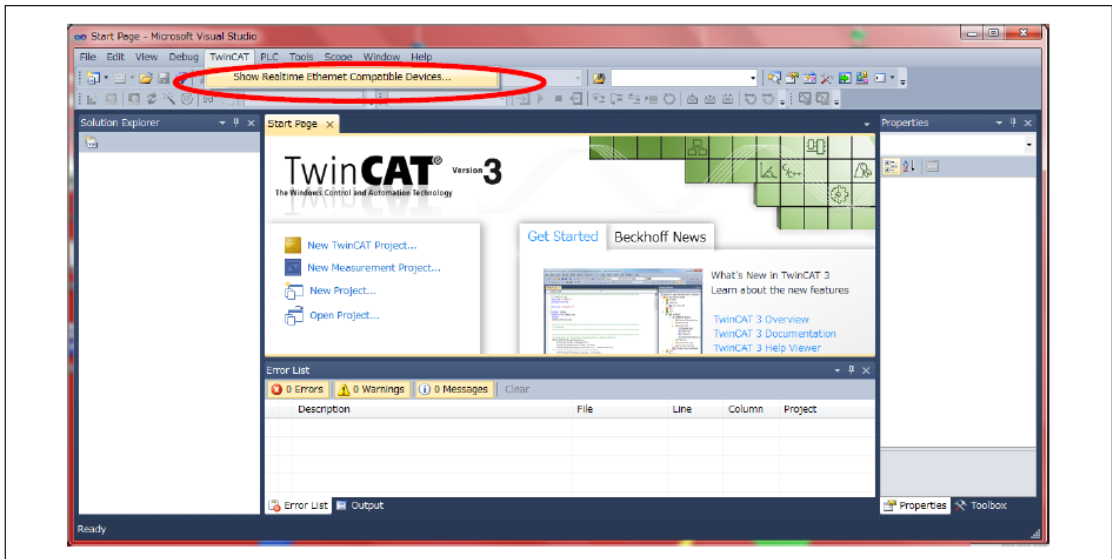 Start Page - Microsoft Visual Studio
File Edit View Debug TwinCAT PLC Tools Scope Window Help
Show Realtime Ethernet Compatible Devices...
Solution Explorer
Start Page
Properties
TwinCAT® Version 3
The Windows Control and Automation Technology
New TwinCAT Project...
New Measurement Project...
New Project...
Open Project...
Get Started Beckhoff News
What's New in TwinCAT 3
Learn about the new features
TwinCAT 3 Overview
TwinCAT 3 Documentation
TwinCAT 3 Help Viewer
Error List
0 Errors 0 Warnings 0 Messages Clear
Description File Line Column Project
Error List Output
Properties Toolbox
Ready